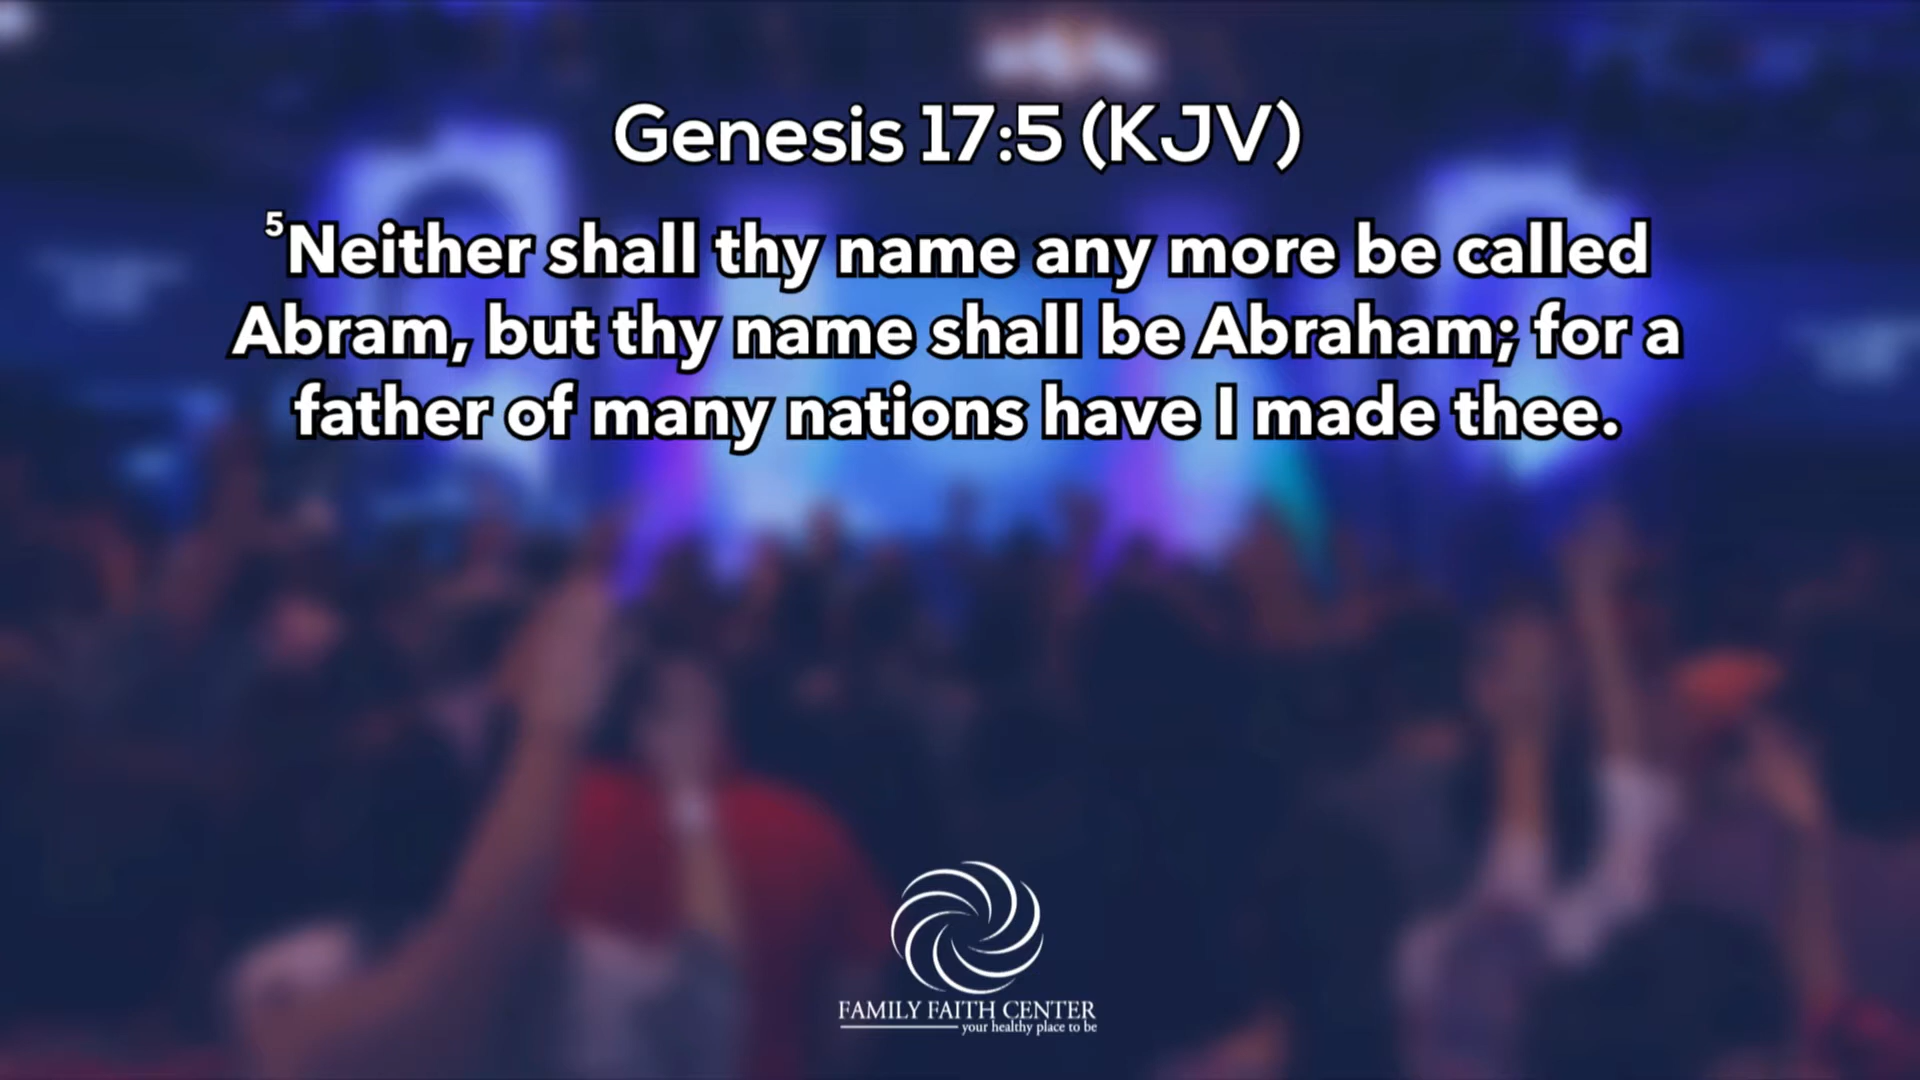 Genesis 17:5 (KJV)
⁵Neither shall thy name any more be called
Abram, but thy name shall be Abraham; for a
father of many nations have I made thee.
FAMILY FAITH CENTER
your healthy place to be